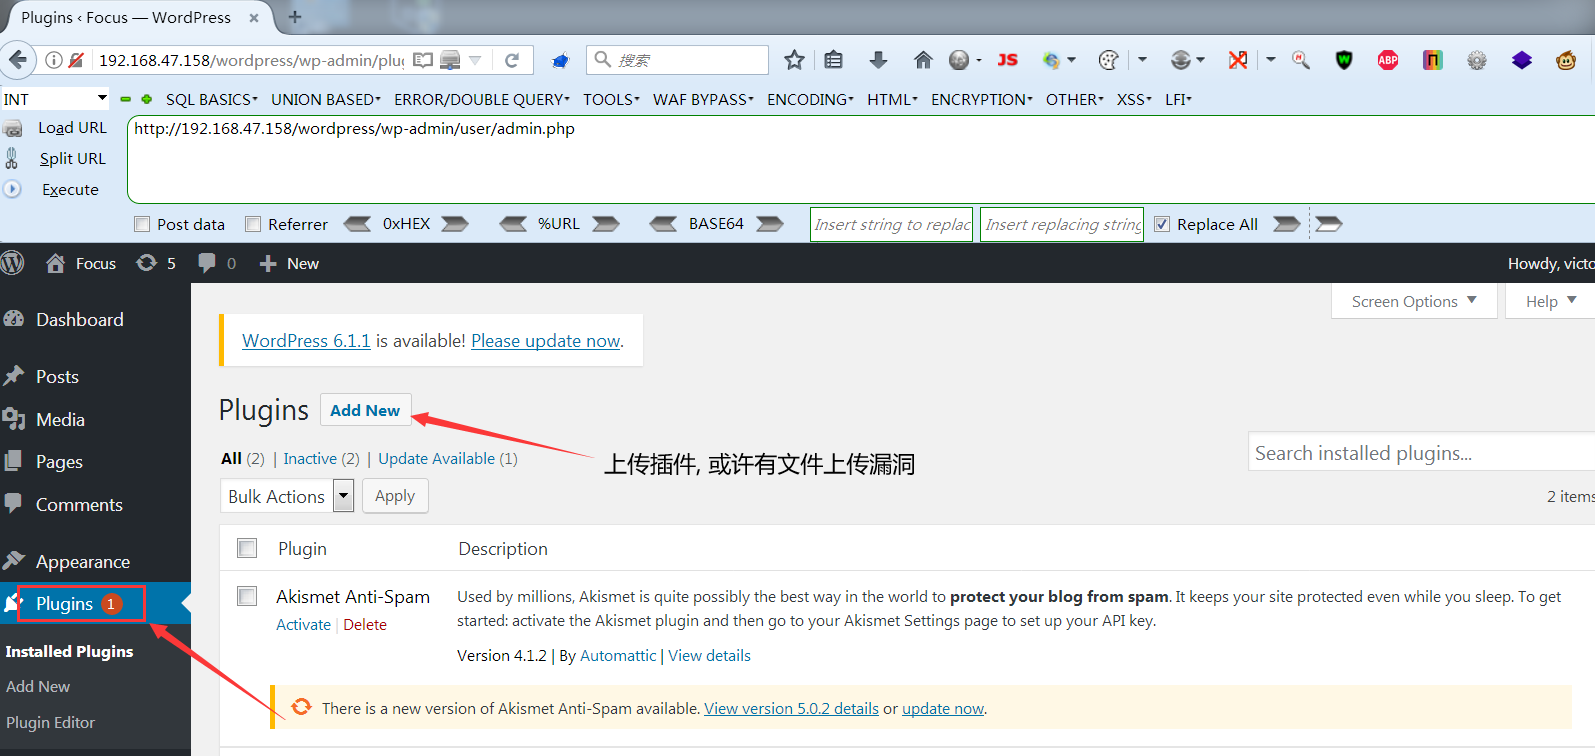 Plugins ‹ Focus — WordPress
192.168.47.158/wordpress/wp-admin/plu
搜索
JS
ABP
INT
SQL BASICS
UNION BASED
ERROR/DOUBLE QUERY
TOOLS
WAF BYPASS
ENCODING
HTML
ENCRYPTION
OTHER
XSS
LFI
Load URL
http://192.168.47.158/wordpress/wp-admin/user/admin.php
Split URL
Execute
Post data
Referrer
0xHEX
%URL
BASE64
Insert string to replac
Insert replacing string
Replace All
Focus
5
0
New
Howdy, victo
Screen Options
Help
Dashboard
Posts
Media
Pages
Comments
Appearance
Plugins 1
Installed Plugins
Add New
Plugin Editor
WordPress 6.1.1 is available! Please update now.
Plugins
Add New
上传插件, 或许有文件上传漏洞
All (2) | Inactive (2) | Update Available (1)
Search installed plugins...
Bulk Actions
Apply
2 items
Plugin
Description
Akismet Anti-Spam
Activate | Delete
Used by millions, Akismet is quite possibly the best way in the world to protect your blog from spam. It keeps your site protected even while you sleep. To get
started: activate the Akismet plugin and then go to your Akismet Settings page to set up your API key.
Version 4.1.2 | By Automattic | View details
There is a new version of Akismet Anti-Spam available. View version 5.0.2 details or update now.